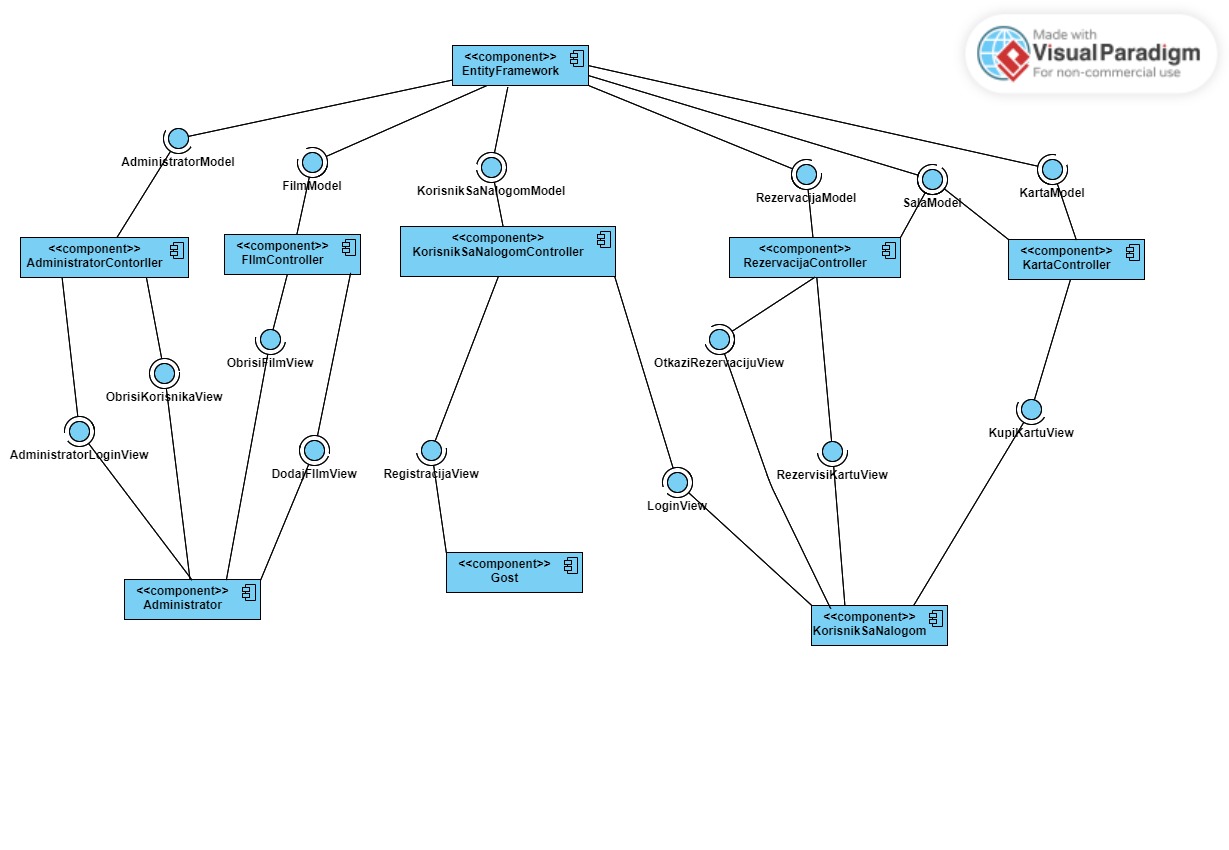 Made with
Visual Paradigm
For non-commercial use
<<component>>
EntityFramework
AdministratorModel
FilmModel
KorisnikSaNalogomModel
RezervacijaModel
SalaModel
KartaModel
<<component>>
AdministratorContorller
<<component>>
FIlmController
<<component>>
KorisnikSaNalogomController
<<component>>
RezervacijaController
<<component>>
KartaController
ObrisiFilmView
OtkaziRezervacijuView
ObrisiKorisnikaView
KupiKartuView
AdministratorLoginView
DodajFIlmView
RegistracijaView
RezervisiKartuView
LoginView
<<component>>
Gost
<<component>>
Administrator
<<component>>
KorisnikSaNalogom